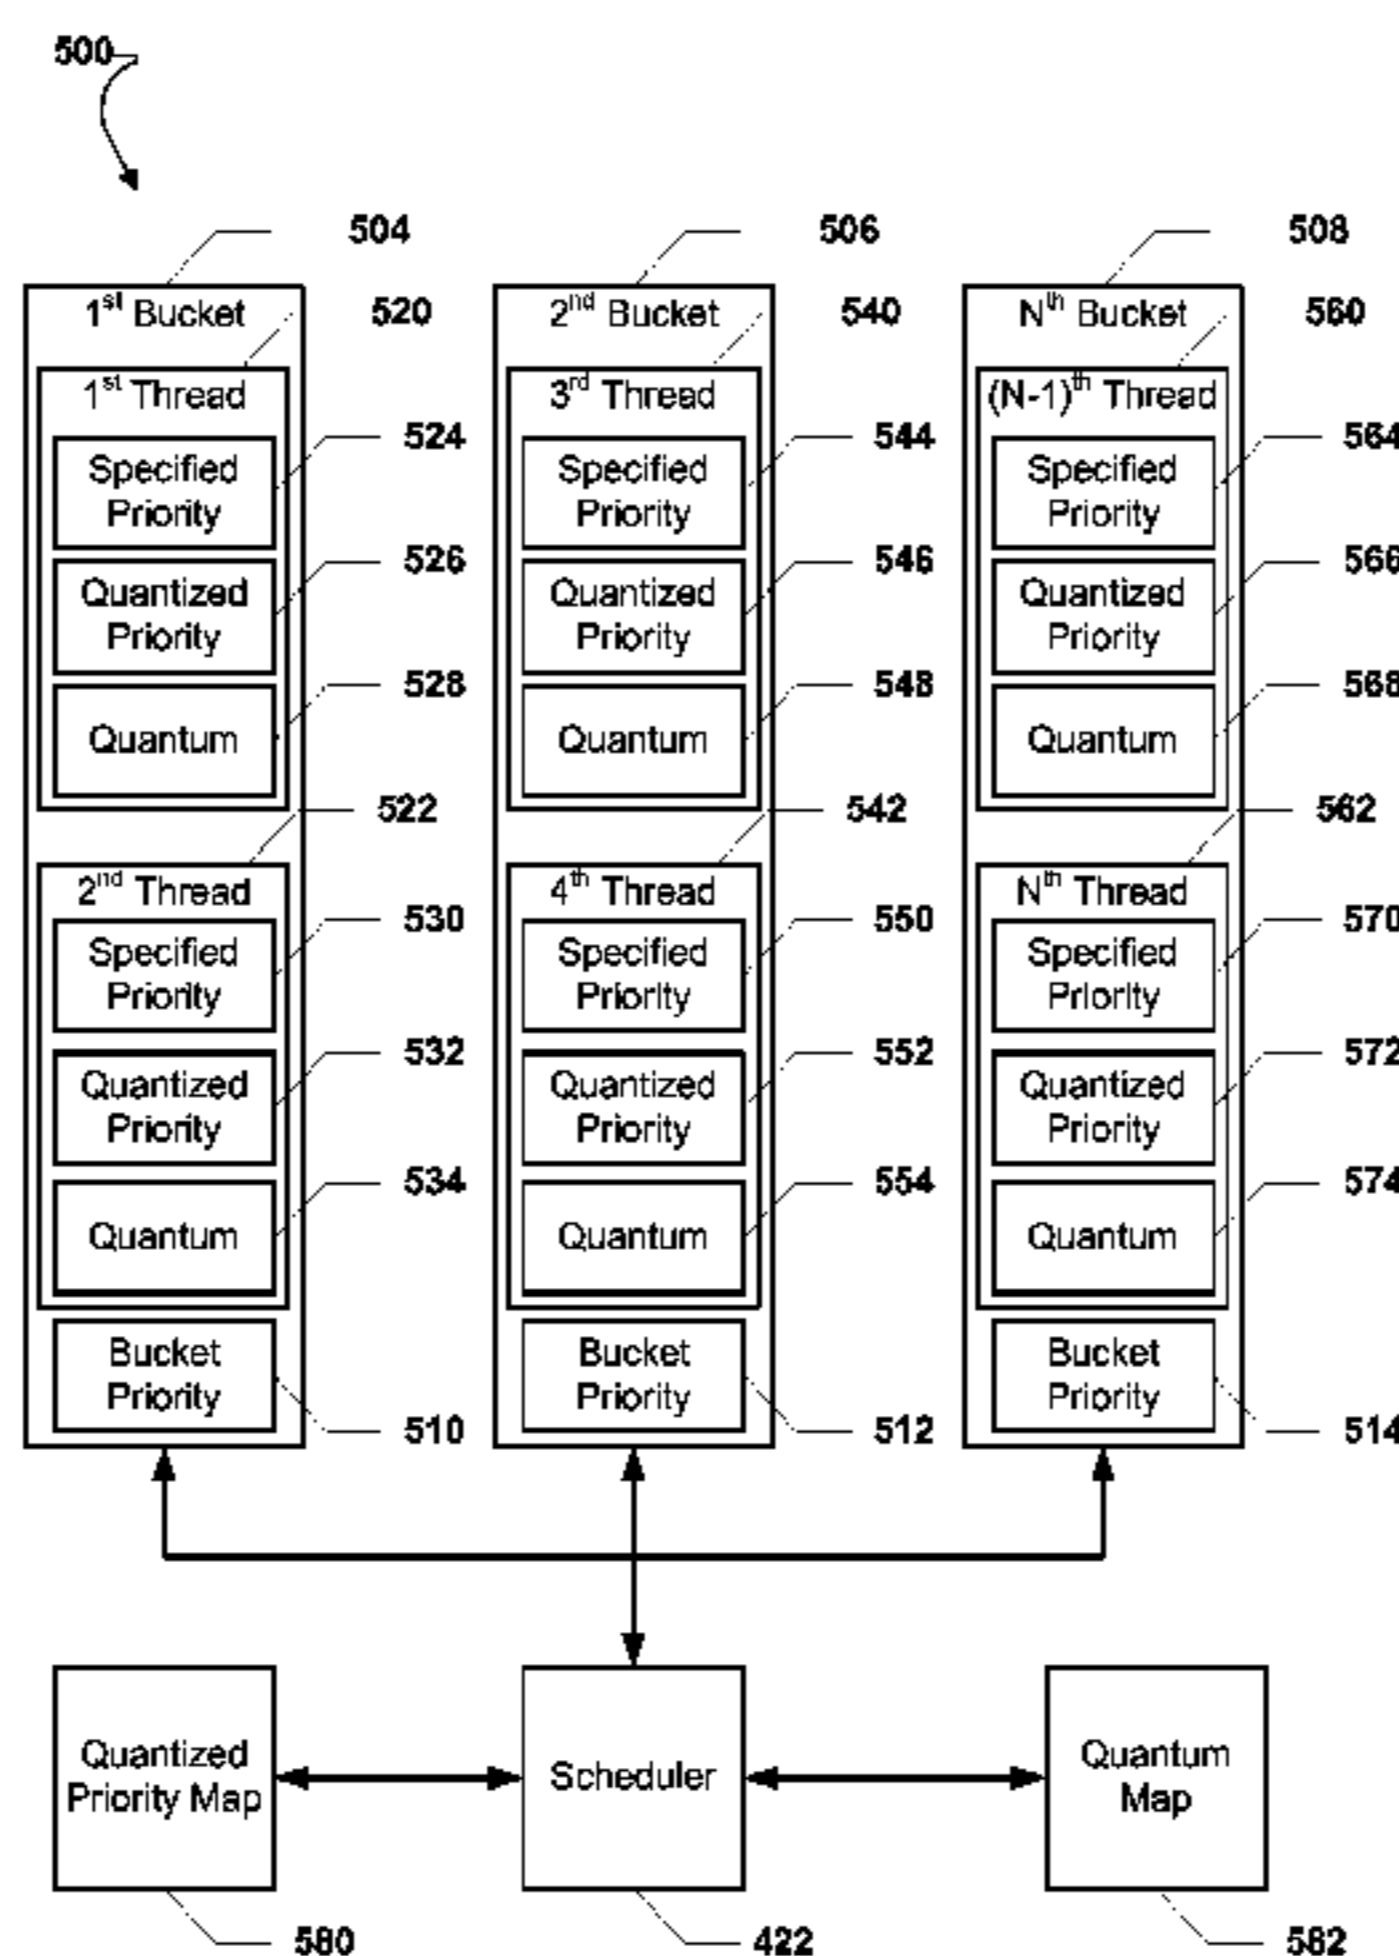 500
504
506
508
1st Bucket
520
2nd Bucket
540
Nth Bucket
560
1st Thread
3rd Thread
(N-1)th Thread
Specified
Priority
524
Specified
Priority
544
Specified
Priority
564
Quantized
Priority
526
Quantized
Priority
546
Quantized
Priority
566
Quantum
528
Quantum
548
Quantum
568
522
542
562
2nd Thread
4th Thread
Nth Thread
Specified
Priority
530
Specified
Priority
550
Specified
Priority
570
Quantized
Priority
532
Quantized
Priority
552
Quantized
Priority
572
Quantum
534
Quantum
554
Quantum
574
Bucket
Priority
510
Bucket
Priority
512
Bucket
Priority
514
Quantized
Priority Map
Scheduler
Quantum
Map
580
422
582